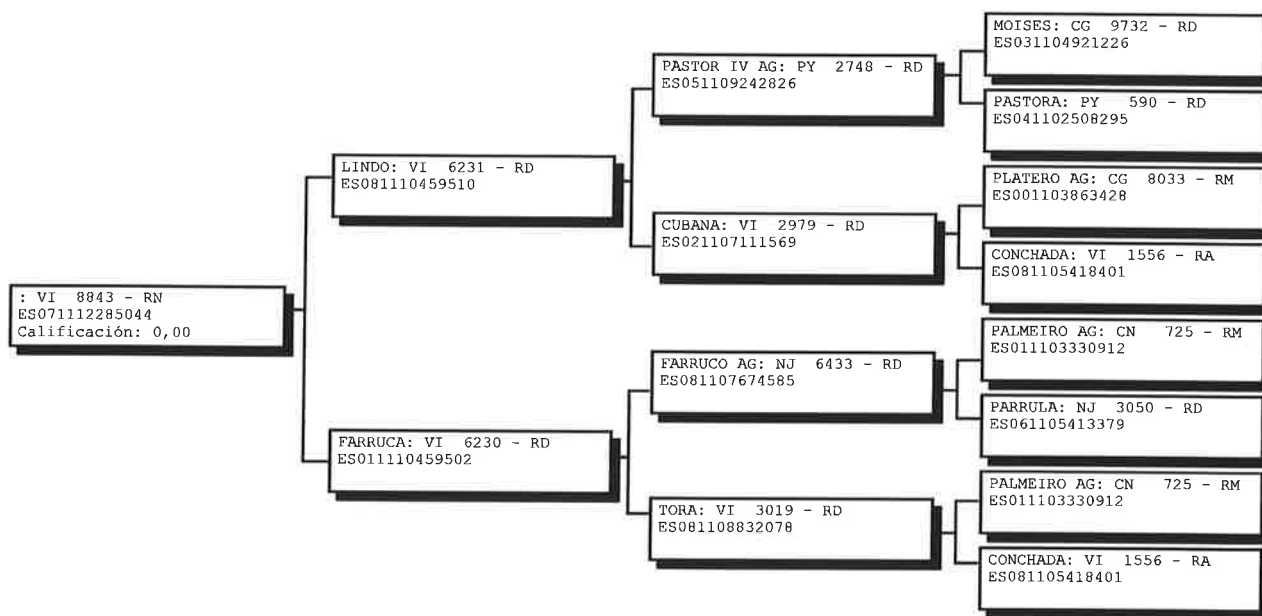 MOISES: CG 9732 - RD
ES031104921226
PASTOR IV AG: PY 2748 - RD
ES051109242826
PASTORA: PY 590 - RD
ES041102508295
LINDO: VI 6231 - RD
ES081110459510
PLATERO AG: CG 8033 - RM
ES001103863428
CUBANA: VI 2979 - RD
ES021107111569
CONCHADA: VI 1556 - RA
ES081105418401
: VI 8843 - RN
ES071112285044
Calificación: 0,00
PALMEIRO AG: CN 725 - RM
ES011103330912
FARRUCO AG: NJ 6433 - RD
ES081107674585
PARRULA: NJ 3050 - RD
ES061105413379
FARRUCA: VI 6230 - RD
ES011110459502
PALMEIRO AG: CN 725 - RM
ES011103330912
TORA: VI 3019 - RD
ES081108832078
CONCHADA: VI 1556 - RA
ES081105418401